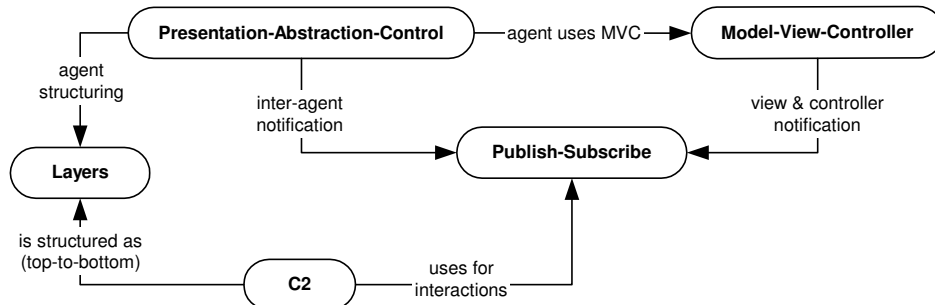 Presentation-Abstraction-Control
agent uses MVC
Model-View-Controller
agent
structuring
inter-agent
notification
view & controller
notification
Layers
Publish-Subscribe
is structured as
(top-to-bottom)
C2
uses for
interactions